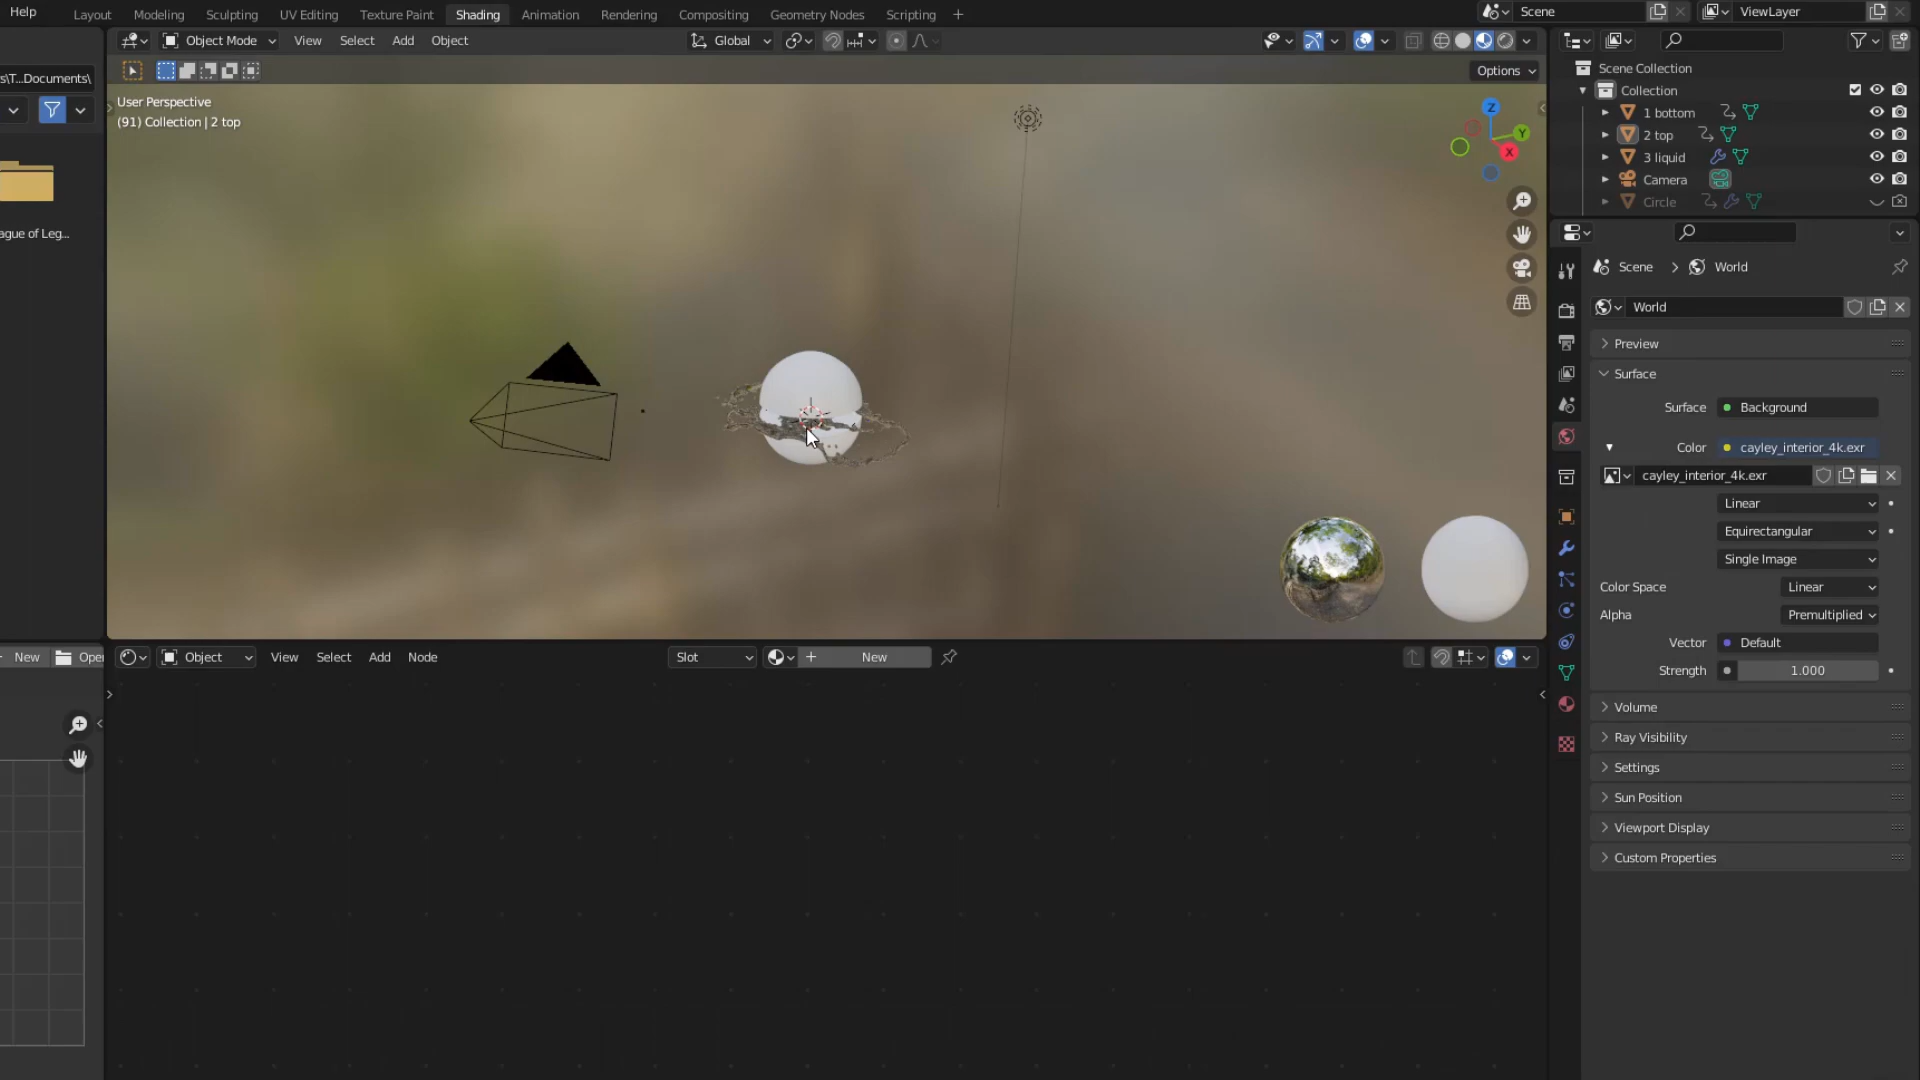 Help Layout Modeling Sculpting UV Editing Texture Paint Shading Animation Rendering Compositing Geometry Nodes Scripting + Scene ViewLayer
Object Mode View Select Add Object Global
s\T...Documents\ Options
User Perspective
(91) Collection | 2 top
Z
Y
X
ague of Leg...
Scene Collection
Collection
1 bottom
2 top
3 liquid
Camera
Circle
Scene > World
World
Preview
Surface
Surface Background
Color cayley_interior_4k.exr
cayley_interior_4k.exr
Linear
Equirectangular
Single Image
Color Space Linear
Alpha Premultiplied
Vector Default
Strength 1.000
Volume
Ray Visibility
Settings
Sun Position
Viewport Display
Custom Properties
New Open Object View Select Add Node Slot New